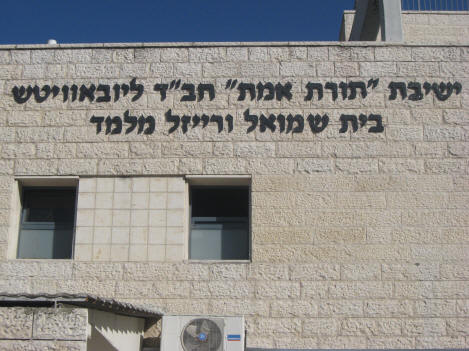 ישיבת "תורת אמת" חב"ד ליובאוויטש
בית שמואל ורייזל מלמד